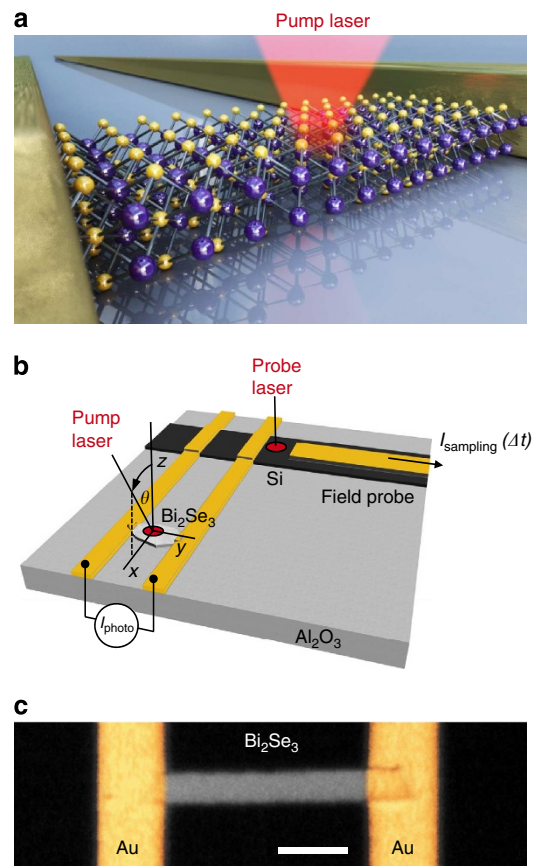 a
Pump laser
b
Probe
laser
Pump
laser
z
θ
Bi₂Se₃
y
x
Si
I_sampling (Δt)
Field probe
I_photo
Al₂O₃
c
Bi₂Se₃
Au
Au